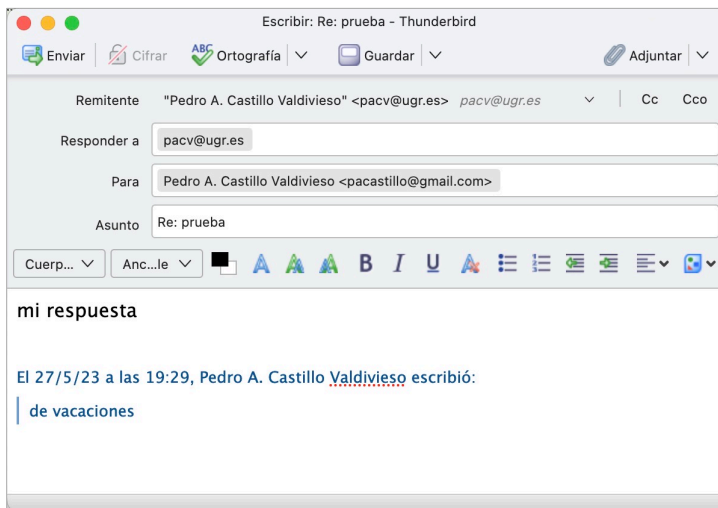 Escribir: Re: prueba - Thunderbird
Enviar Cifrar ABC Ortografía Guardar Adjuntar
Remitente "Pedro A. Castillo Valdivieso" <pacv@ugr.es> pacv@ugr.es Cc Cco
Responder a pacv@ugr.es
Para Pedro A. Castillo Valdivieso <pacastillo@gmail.com>
Asunto Re: prueba
Cuerp... Anc...le A A A B I U A
mi respuesta
El 27/5/23 a las 19:29, Pedro A. Castillo Valdivieso escribió:
de vacaciones